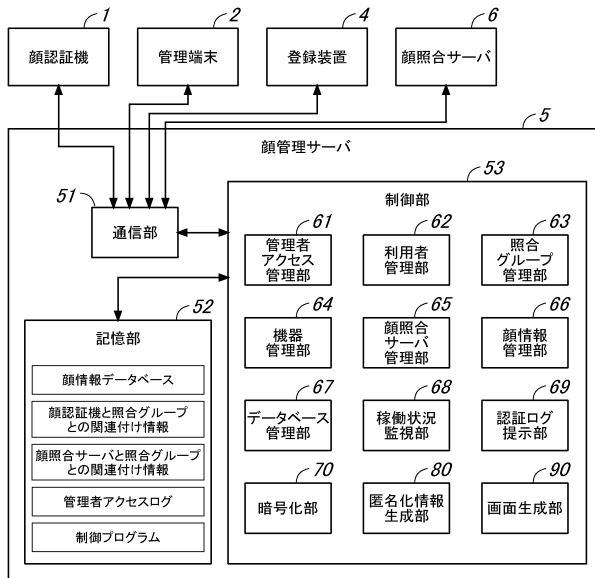 1
2
4
6
顔認証機
管理端末
登録装置
顔照合サーバ
5
顔管理サーバ
51
通信部
53
制御部
61
管理者
アクセス
管理部
62
利用者
管理部
63
照合
グループ
管理部
64
機器
管理部
65
顔照合
サーバ
管理部
66
顔情報
管理部
67
データベース
管理部
68
稼働状況
監視部
69
認証ログ
提示部
70
暗号化部
80
匿名化情報
生成部
90
画面生成部
52
記憶部
顔情報データベース
顔認証機と照合グループ
との関連付け情報
顔照合サーバと照合グループ
との関連付け情報
管理者アクセスログ
制御プログラム